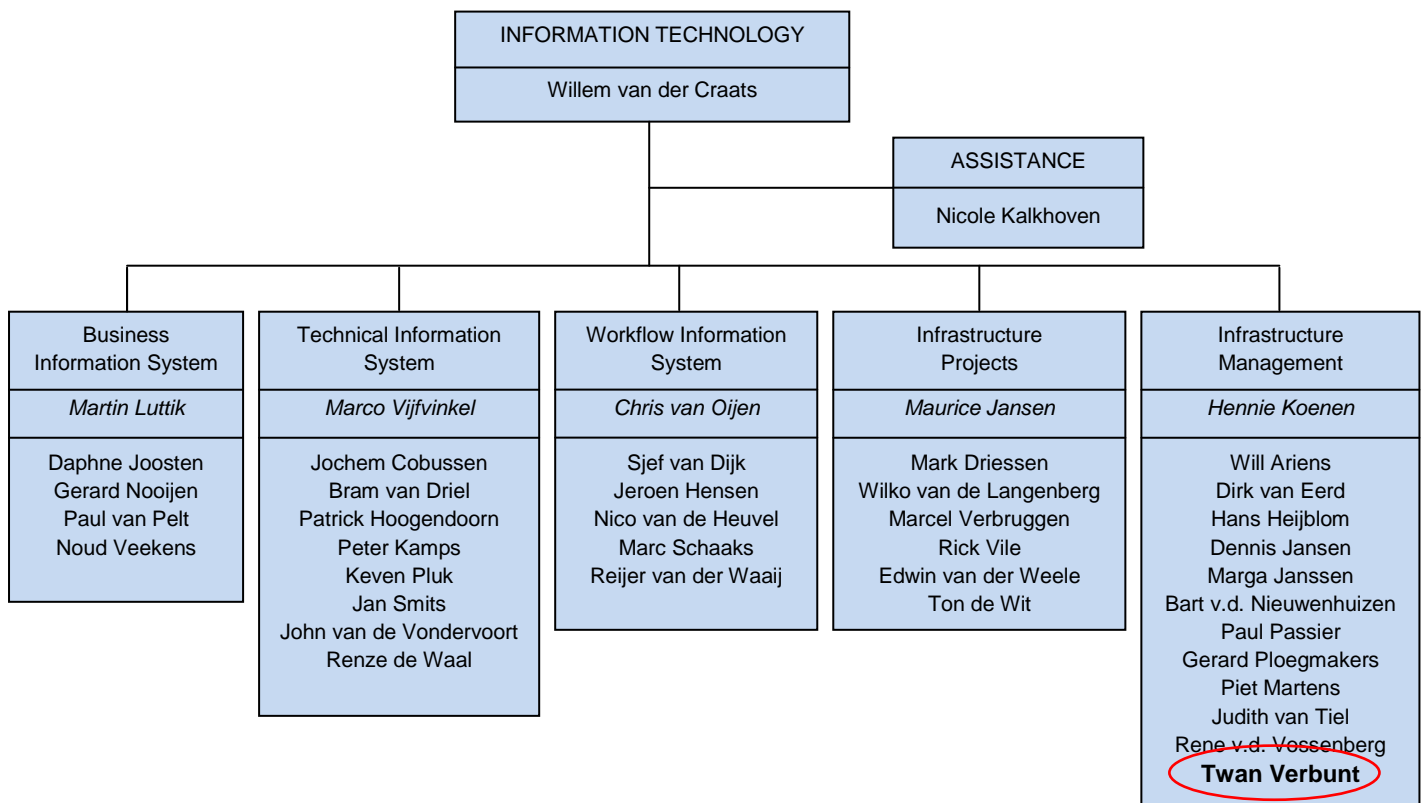 INFORMATION TECHNOLOGY
Willem van der Craats
ASSISTANCE
Nicole Kalkhoven
Business
Information System
Martin Luttik
Daphne Joosten
Gerard Nooijen
Paul van Pelt
Noud Veekens
Technical Information
System
Marco Vijfvinkel
Jochem Cobussen
Bram van Driel
Patrick Hoogendoorn
Peter Kamps
Keven Pluk
Jan Smits
John van de Vondervoort
Renze de Waal
Workflow Information
System
Chris van Oijen
Sjef van Dijk
Jeroen Hensen
Nico van de Heuvel
Marc Schaaks
Reijer van der Waaij
Infrastructure
Projects
Maurice Jansen
Mark Driessen
Wilko van de Langenberg
Marcel Verbruggen
Rick Vile
Edwin van der Weele
Ton de Wit
Infrastructure
Management
Hennie Koenen
Will Ariens
Dirk van Eerd
Hans Heijblom
Dennis Jansen
Marga Janssen
Bart v.d. Nieuwenhuizen
Paul Passier
Gerard Ploegmakers
Piet Martens
Judith van Tiel
Rene v.d. Vossenberg
Twan Verbunt